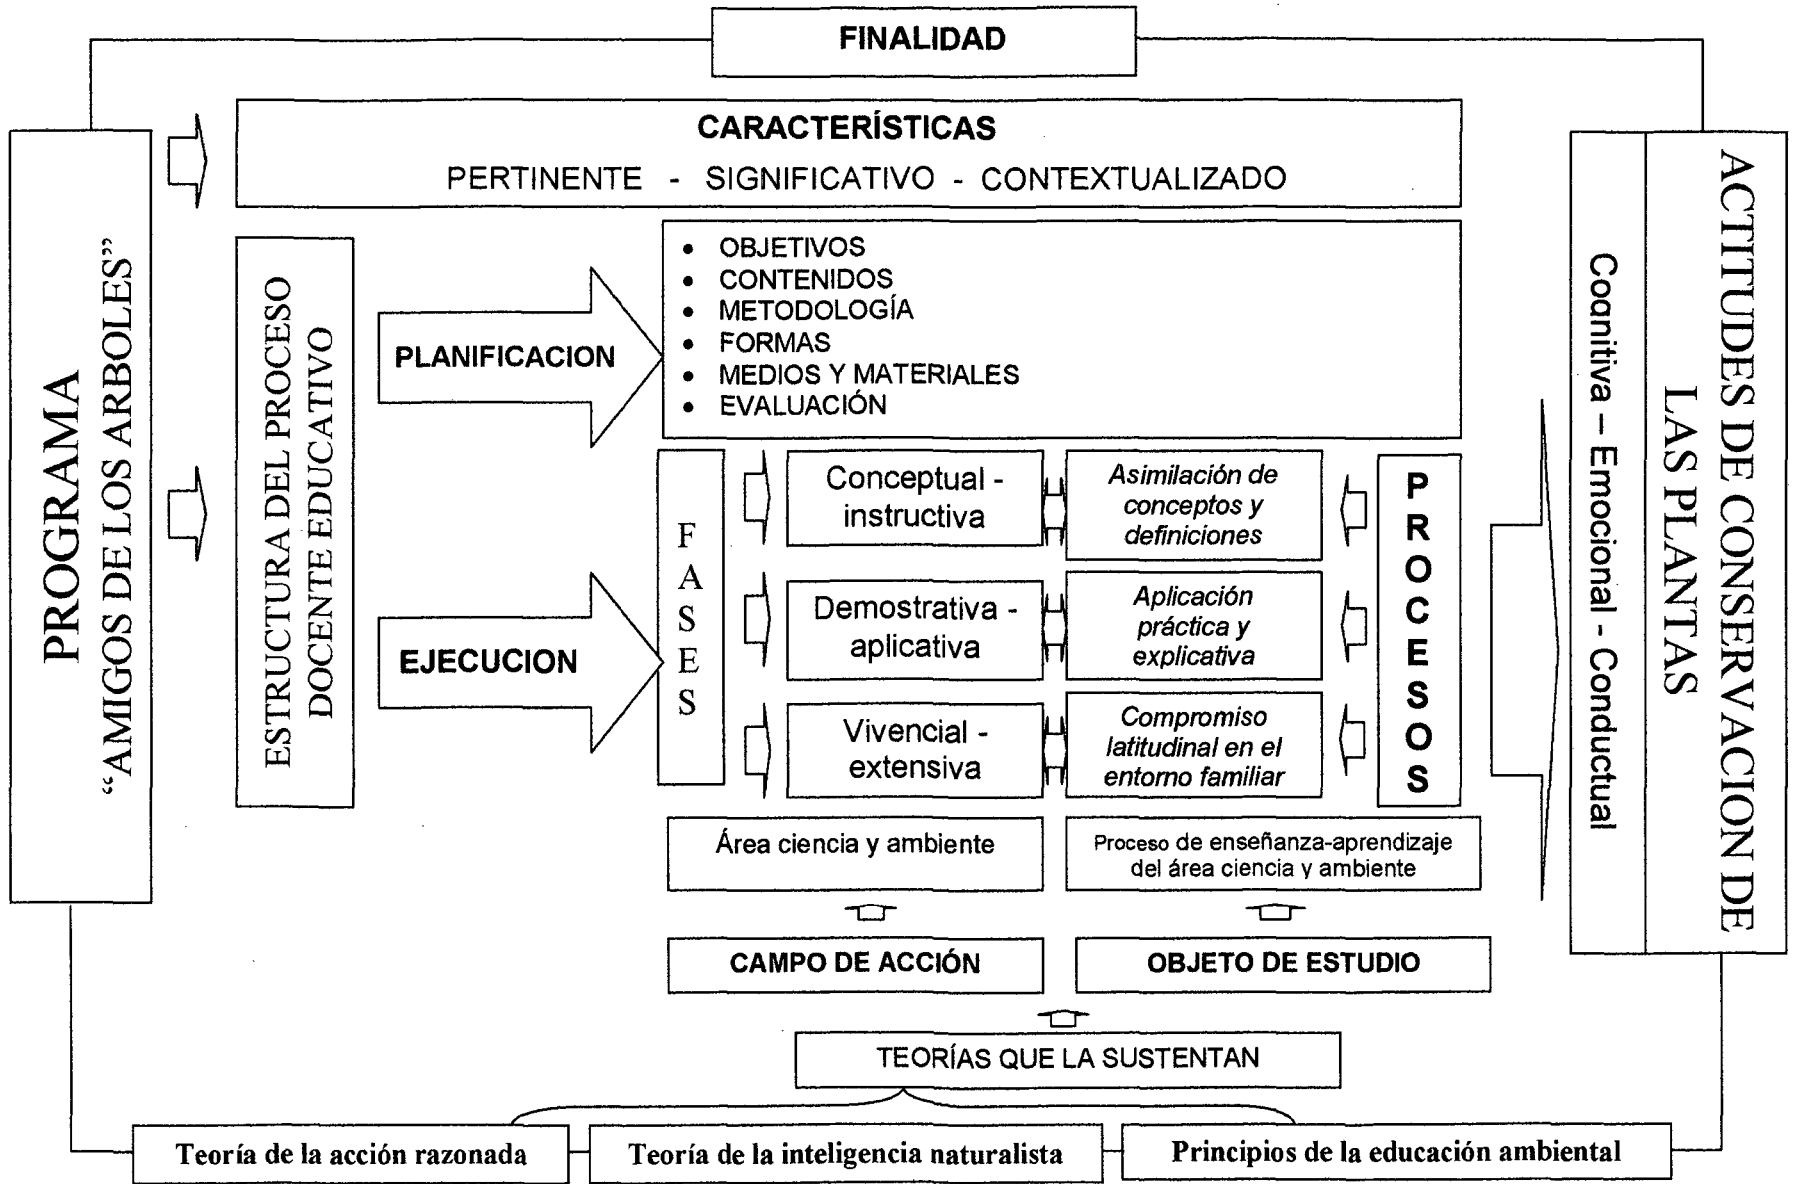 FINALIDAD
PROGRAMA
“AMIGOS DE LOS ARBOLES”
CARACTERÍSTICAS
PERTINENTE - SIGNIFICATIVO - CONTEXTUALIZADO
ESTRUCTURA DEL PROCESO
DOCENTE EDUCATIVO
PLANIFICACION
• OBJETIVOS
• CONTENIDOS
• METODOLOGÍA
• FORMAS
• MEDIOS Y MATERIALES
• EVALUACIÓN
EJECUCION
FASES
Conceptual -
instructiva
Asimilación de
conceptos y
definiciones
Demostrativa -
aplicativa
Aplicación
práctica y
explicativa
Vivencial -
extensiva
Compromiso
latitudinal en el
entorno familiar
PROCESOS
Cognitiva – Emocional - Conductual
ACTITUDES DE CONSERVACION DE
LAS PLANTAS
Área ciencia y ambiente
Proceso de enseñanza-aprendizaje
del área ciencia y ambiente
CAMPO DE ACCIÓN
OBJETO DE ESTUDIO
TEORÍAS QUE LA SUSTENTAN
Teoría de la acción razonada
Teoría de la inteligencia naturalista
Principios de la educación ambiental